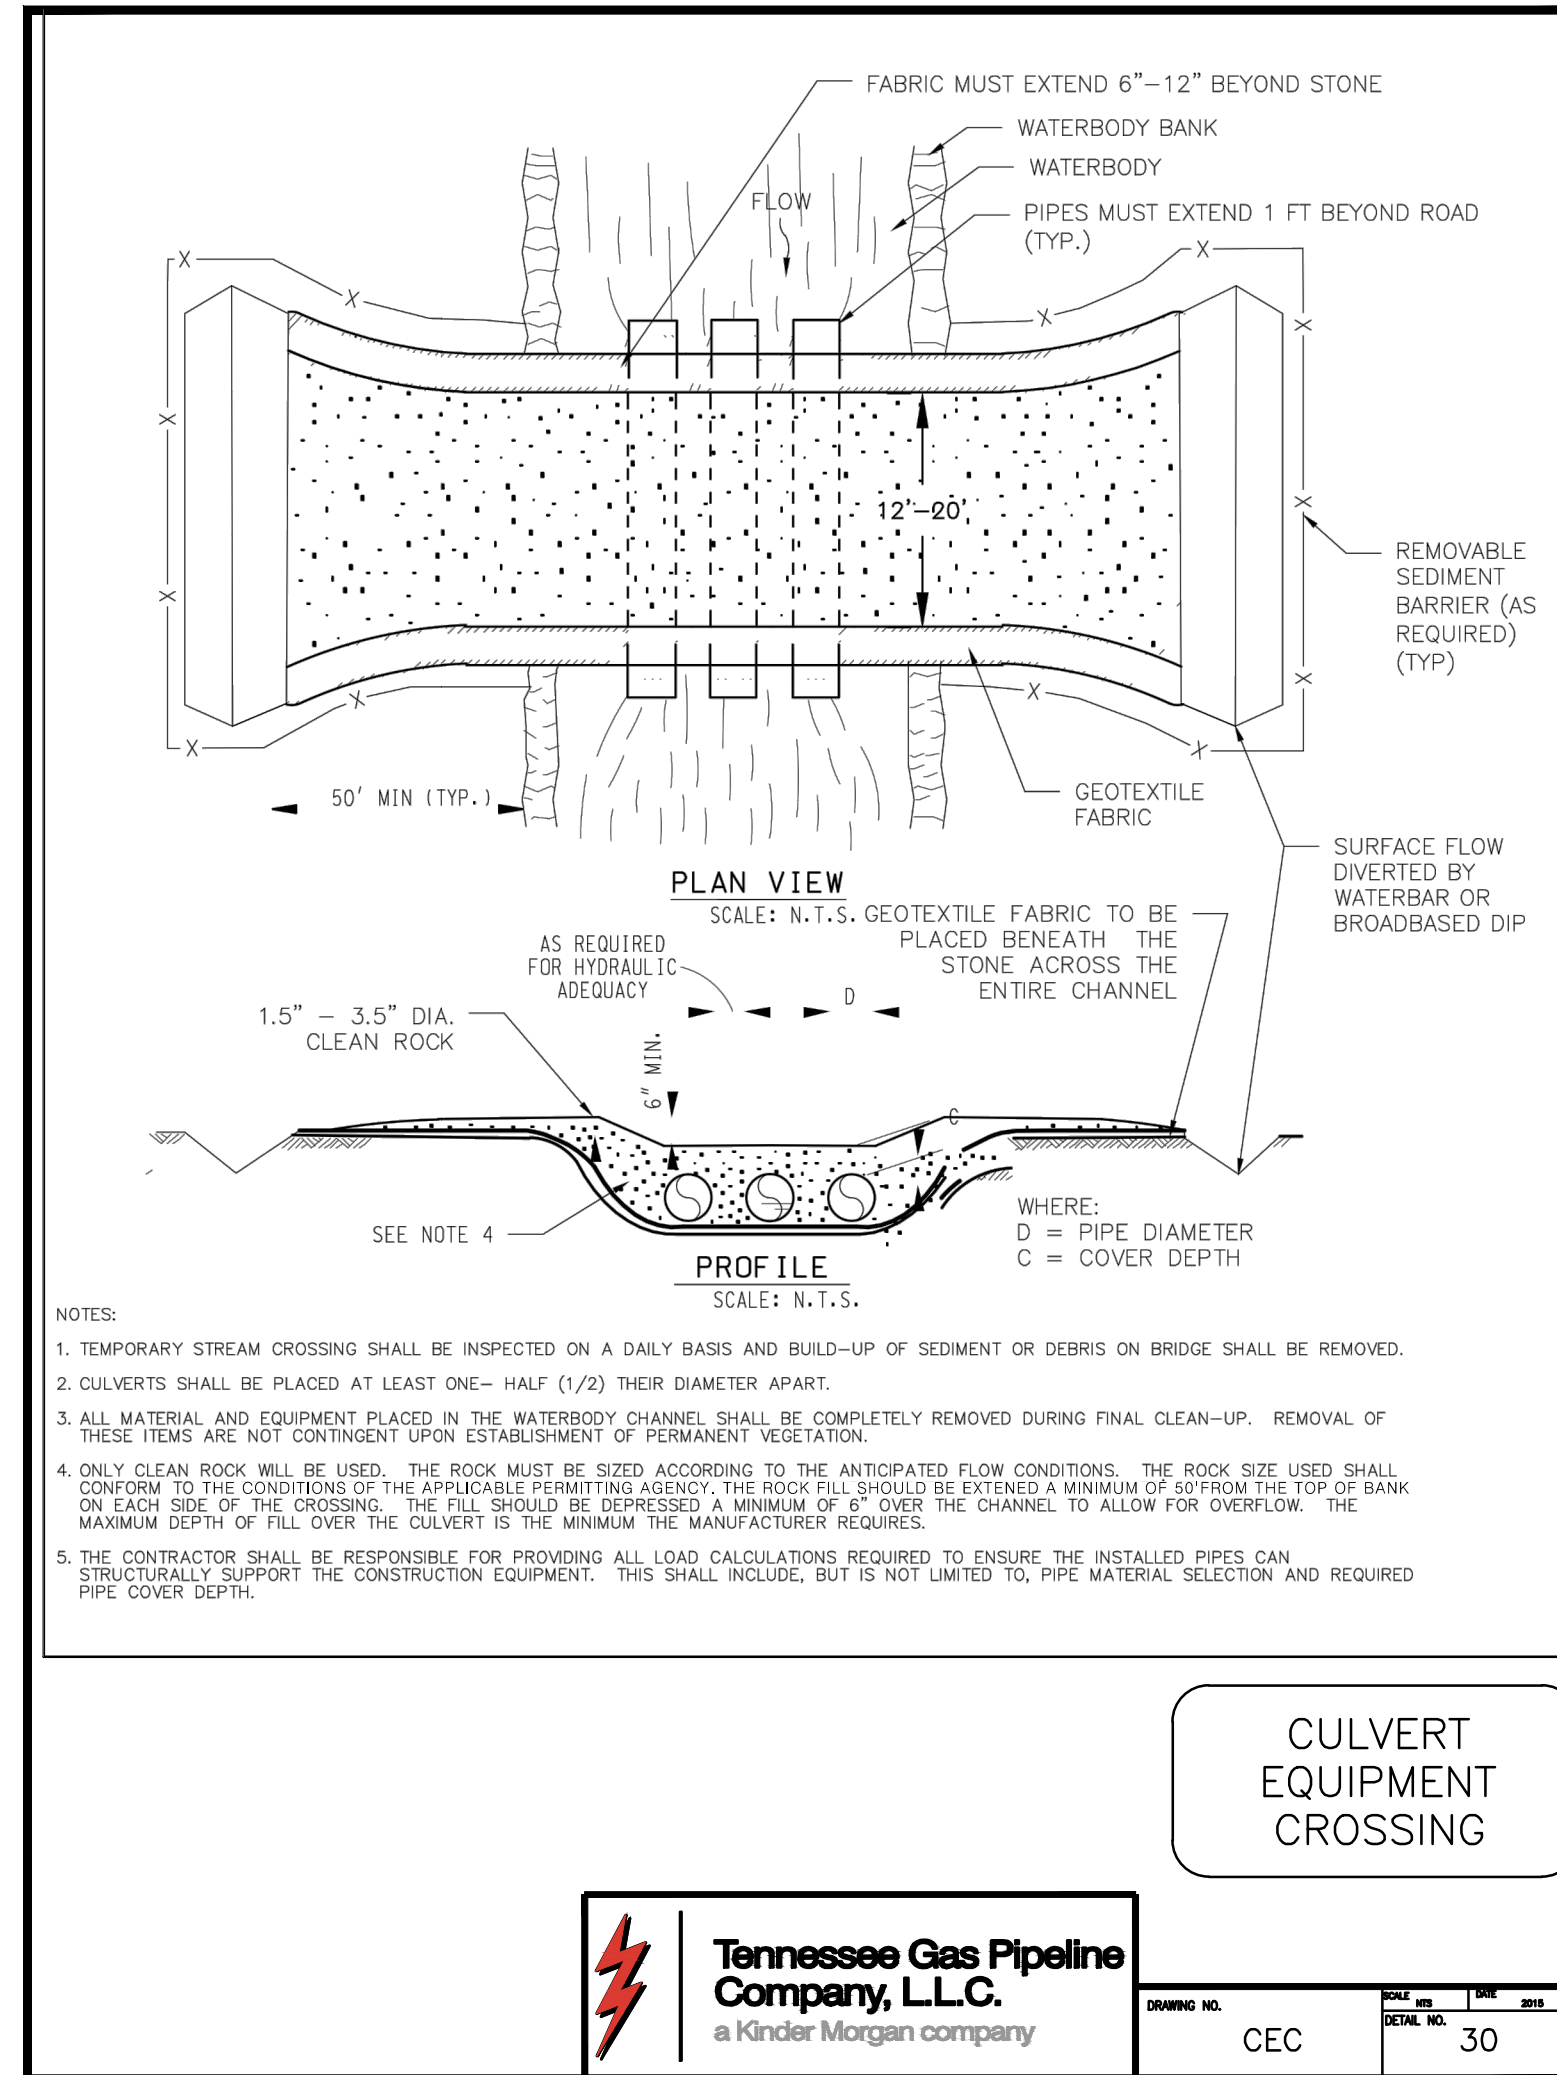 FABRIC MUST EXTEND 6”–12” BEYOND STONE
WATERBODY BANK
WATERBODY
FLOW
PIPES MUST EXTEND 1 FT BEYOND ROAD
(TYP.)
X
X
X
X
X
X
X
12'–20'
X
REMOVABLE
SEDIMENT
BARRIER (AS
REQUIRED)
(TYP)
X
X
X
X
X
X
50' MIN (TYP.)
GEOTEXTILE
FABRIC
SURFACE FLOW
DIVERTED BY
WATERBAR OR
BROADBASED DIP
PLAN VIEW
SCALE: N.T.S.
GEOTEXTILE FABRIC TO BE
PLACED BENEATH THE
STONE ACROSS THE
ENTIRE CHANNEL
AS REQUIRED
FOR HYDRAULIC
ADEQUACY
D
1.5” – 3.5” DIA.
CLEAN ROCK
6" MIN.
C
SEE NOTE 4
WHERE:
D = PIPE DIAMETER
C = COVER DEPTH
PROFILE
SCALE: N.T.S.
NOTES:
1. TEMPORARY STREAM CROSSING SHALL BE INSPECTED ON A DAILY BASIS AND BUILD–UP OF SEDIMENT OR DEBRIS ON BRIDGE SHALL BE REMOVED.
2. CULVERTS SHALL BE PLACED AT LEAST ONE– HALF (1/2) THEIR DIAMETER APART.
3. ALL MATERIAL AND EQUIPMENT PLACED IN THE WATERBODY CHANNEL SHALL BE COMPLETELY REMOVED DURING FINAL CLEAN–UP. REMOVAL OF
THESE ITEMS ARE NOT CONTINGENT UPON ESTABLISHMENT OF PERMANENT VEGETATION.
4. ONLY CLEAN ROCK WILL BE USED. THE ROCK MUST BE SIZED ACCORDING TO THE ANTICIPATED FLOW CONDITIONS. THE ROCK SIZE USED SHALL
CONFORM TO THE CONDITIONS OF THE APPLICABLE PERMITTING AGENCY. THE ROCK FILL SHOULD BE EXTENED A MINIMUM OF 50'FROM THE TOP OF BANK
ON EACH SIDE OF THE CROSSING. THE FILL SHOULD BE DEPRESSED A MINIMUM OF 6” OVER THE CHANNEL TO ALLOW FOR OVERFLOW. THE
MAXIMUM DEPTH OF FILL OVER THE CULVERT IS THE MINIMUM THE MANUFACTURER REQUIRES.
5. THE CONTRACTOR SHALL BE RESPONSIBLE FOR PROVIDING ALL LOAD CALCULATIONS REQUIRED TO ENSURE THE INSTALLED PIPES CAN
STRUCTURALLY SUPPORT THE CONSTRUCTION EQUIPMENT. THIS SHALL INCLUDE, BUT IS NOT LIMITED TO, PIPE MATERIAL SELECTION AND REQUIRED
PIPE COVER DEPTH.
CULVERT
EQUIPMENT
CROSSING
Tennessee Gas Pipeline
Company, L.L.C.
a Kinder Morgan company
DRAWING NO.
CEC
SCALE NTS
DATE 2015
DETAIL NO.
30